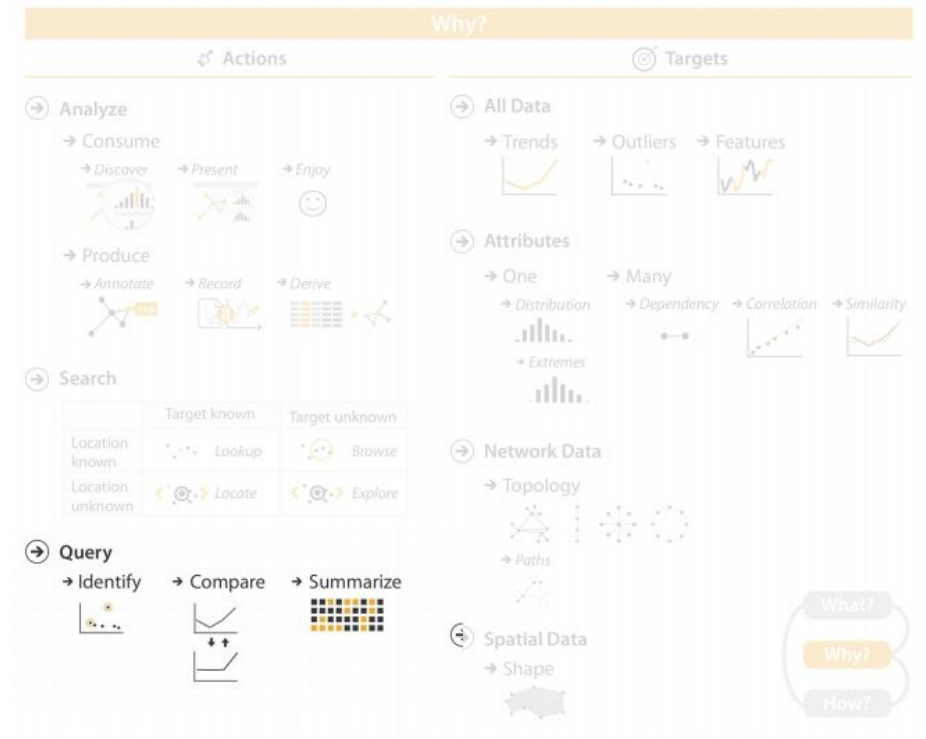 Why?
Actions
Analyze
Consume
Discover
Present
Enjoy
Produce
Annotate
Record
Derive
Search
Target known
Target unknown
Location known
Lookup
Browse
Location unknown
Locate
Explore
Query
Identify
Compare
Summarize
Targets
All Data
Trends
Outliers
Features
Attributes
One
Many
Distribution
Dependency
Correlation
Similarity
Extremes
Network Data
Topology
Paths
Spatial Data
Shape
What?
Why?
How?